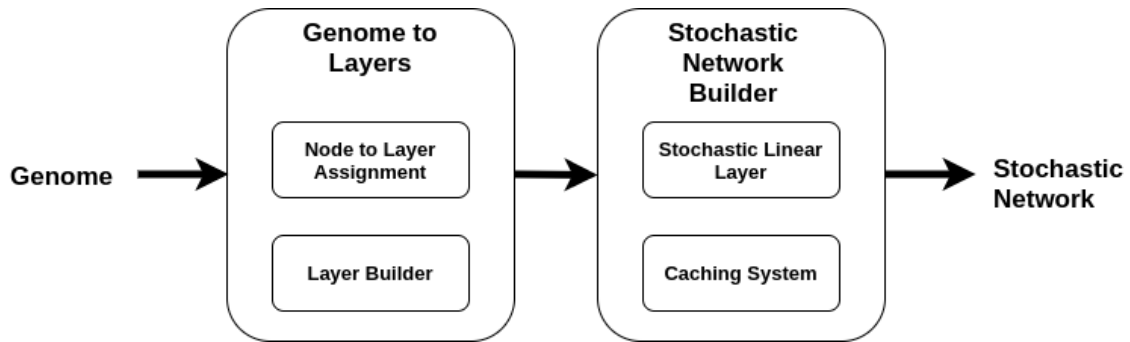 Genome
Genome to
Layers
Node to Layer
Assignment
Layer Builder
Stochastic
Network
Builder
Stochastic Linear
Layer
Caching System
Stochastic
Network